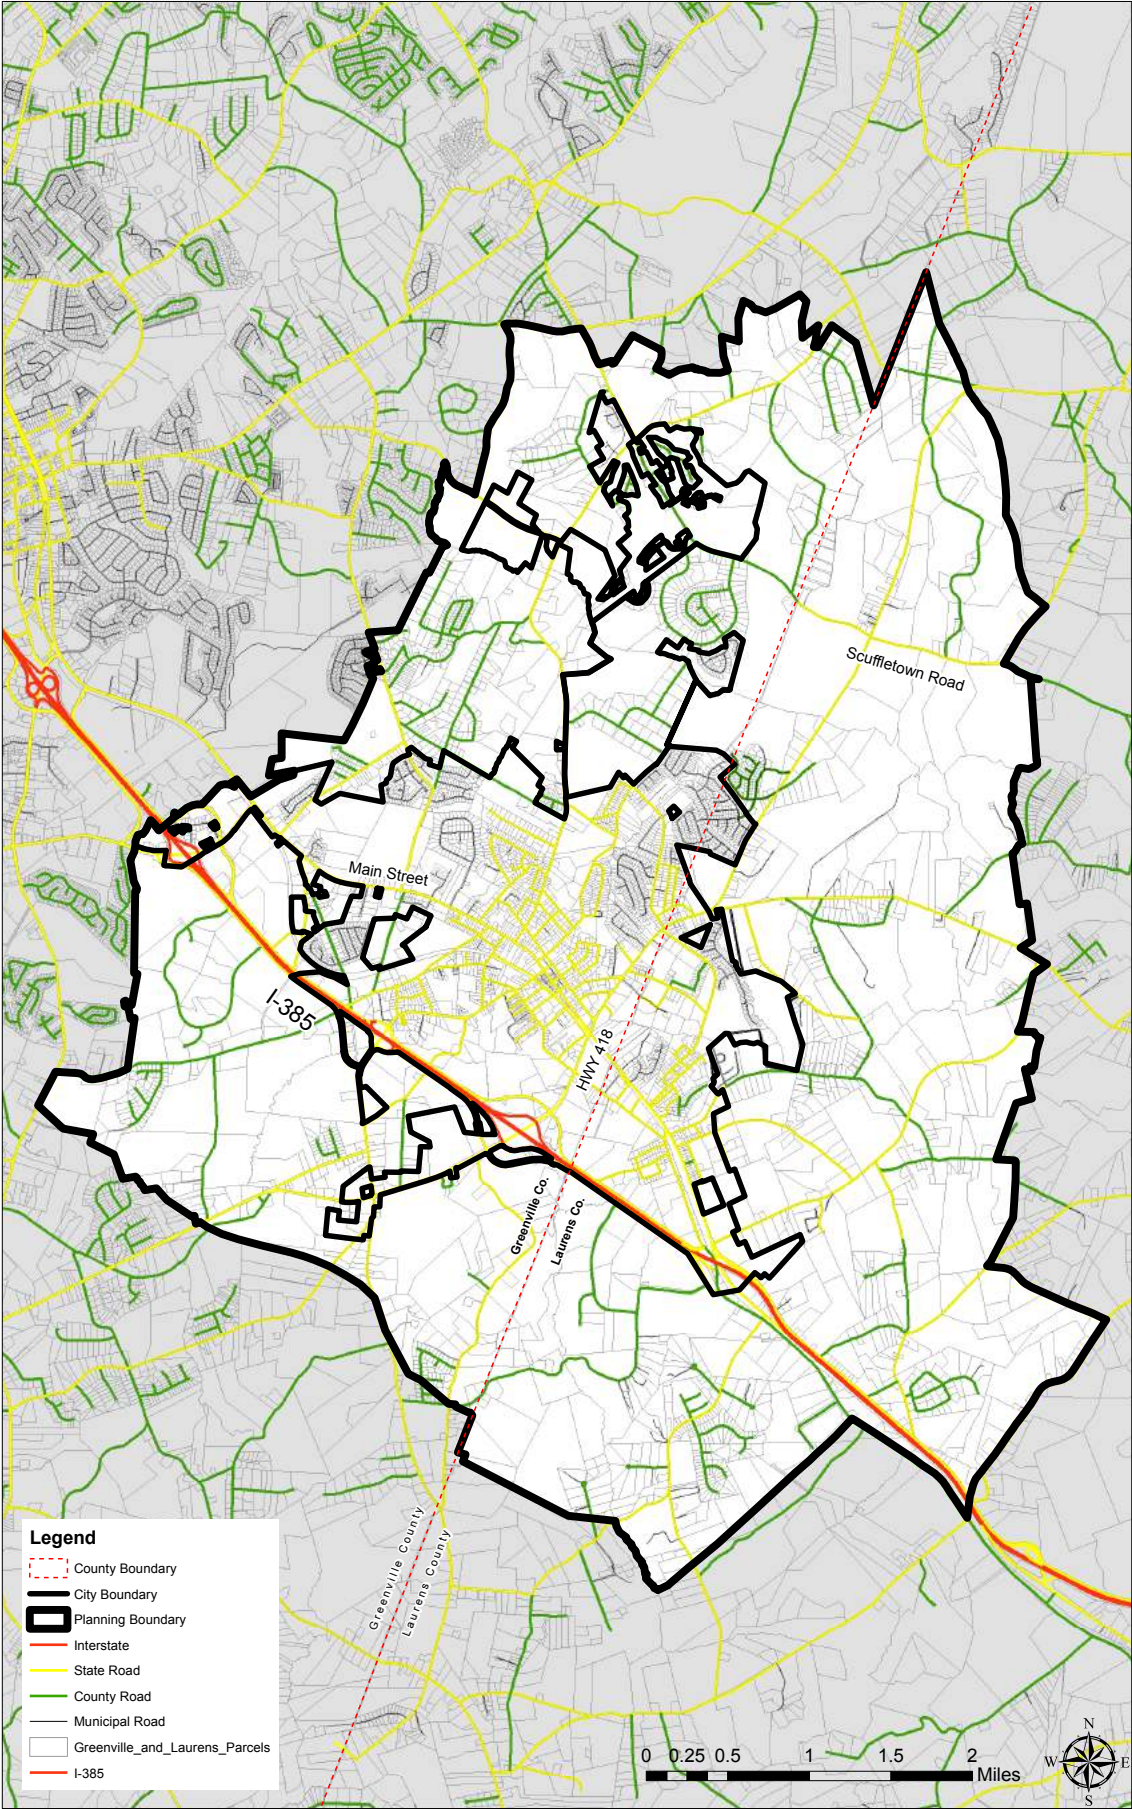 Scuffletown Road
Main Street
I-385
HWY 418
Greenville Co.
Laurens Co.
Greenville County
Laurens County
Legend
County Boundary
City Boundary
Planning Boundary
Interstate
State Road
County Road
Municipal Road
Greenville_and_Laurens_Parcels
I-385
0 0.25 0.5 1 1.5 2
Miles
N
W E
S